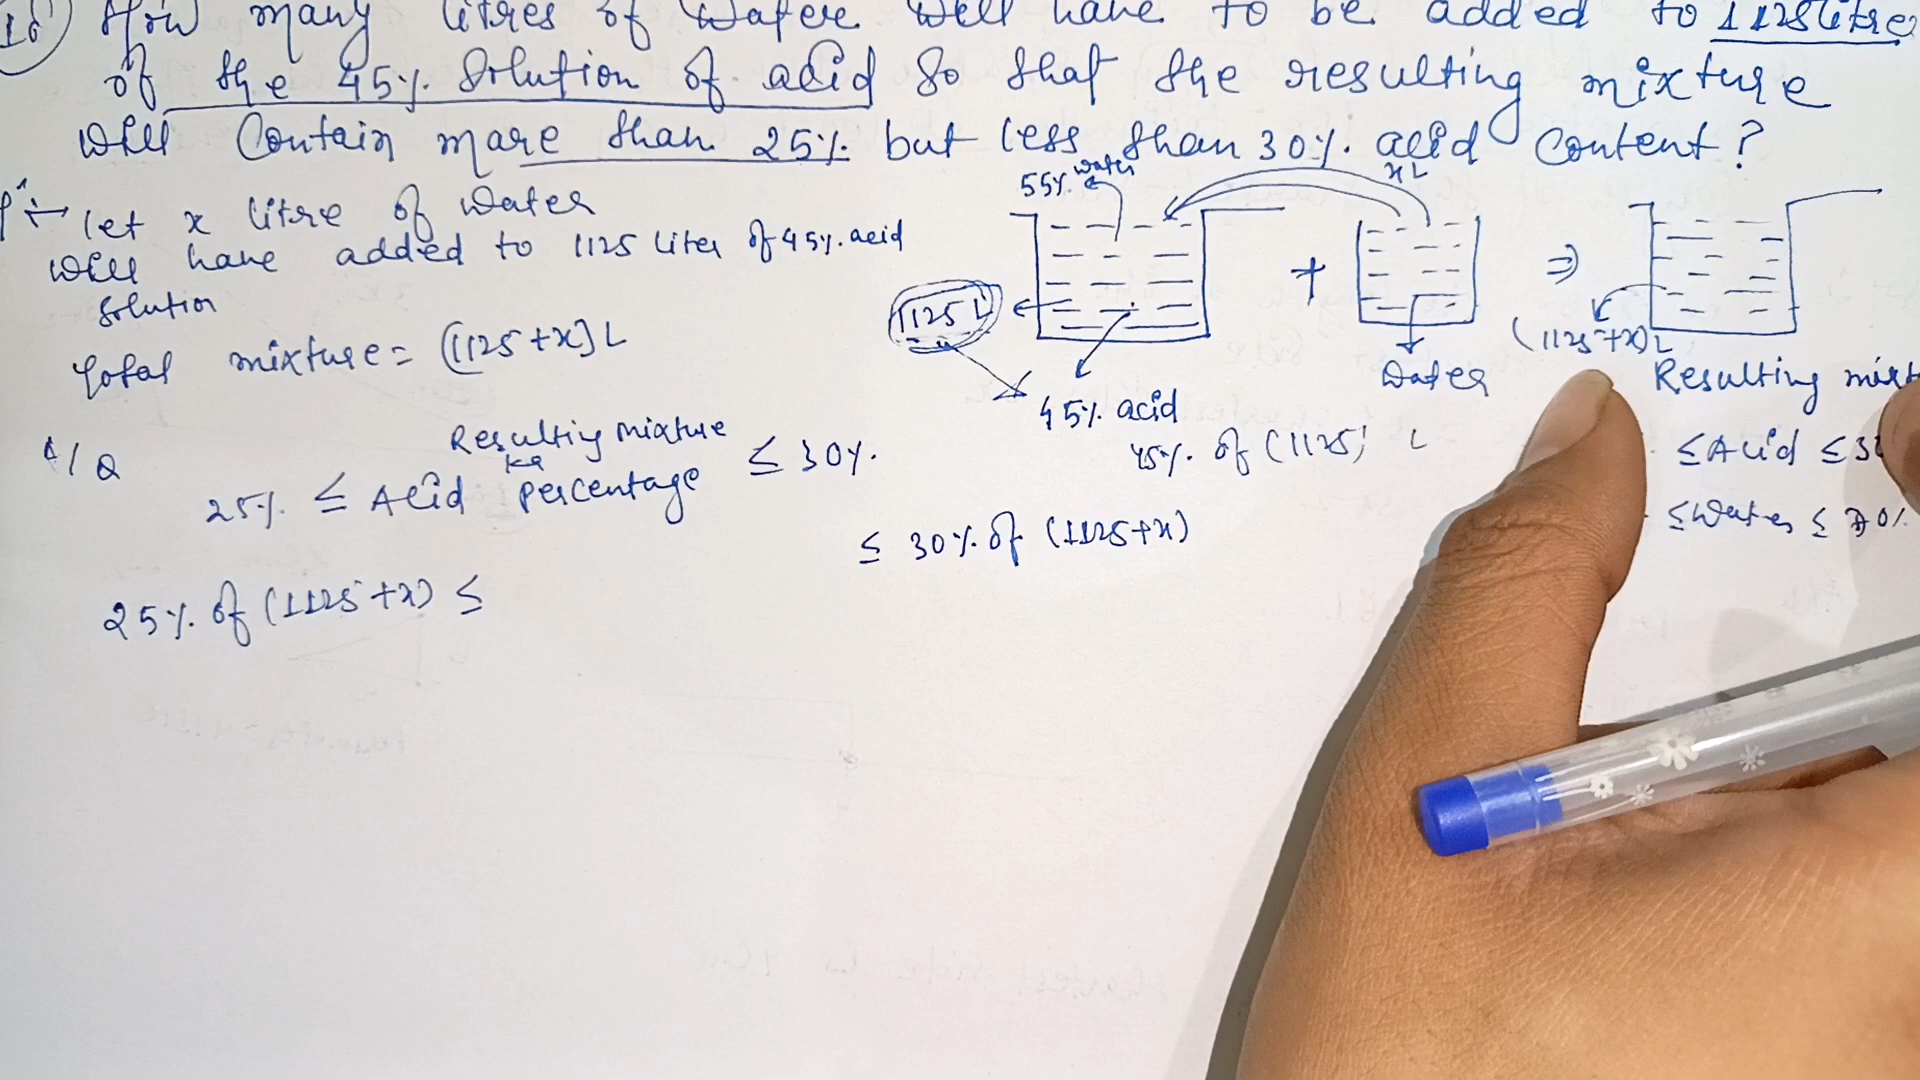 16) How many litres of water will have to be added to 1125 litre
of the 45% Solution of acid so that the resulting mixture
will Contain more than 25% but less than 30% acid Content?
let x litre of water
will have added to 1125 liter of 45% acid
Solution
Total mixture = (1125+x) L
A/Q
Resulting mixture
ka
25% ≤ Acid percentage ≤ 30%
≤ 30% of (1125+x)
25% of (1125+x) ≤
55% water
1125 L
45% acid
45% of (1125) L
+
xL
water
⇒
(1125+x)L
Resulting mixt
≤ Acid ≤ 30
≤ Water ≤ 70%